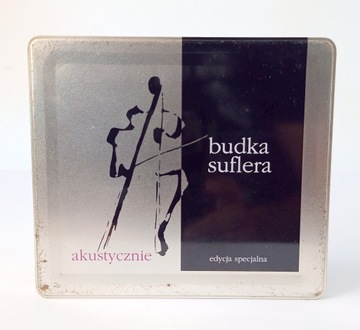 budka
suflera
akustycznie
edycja specjalna